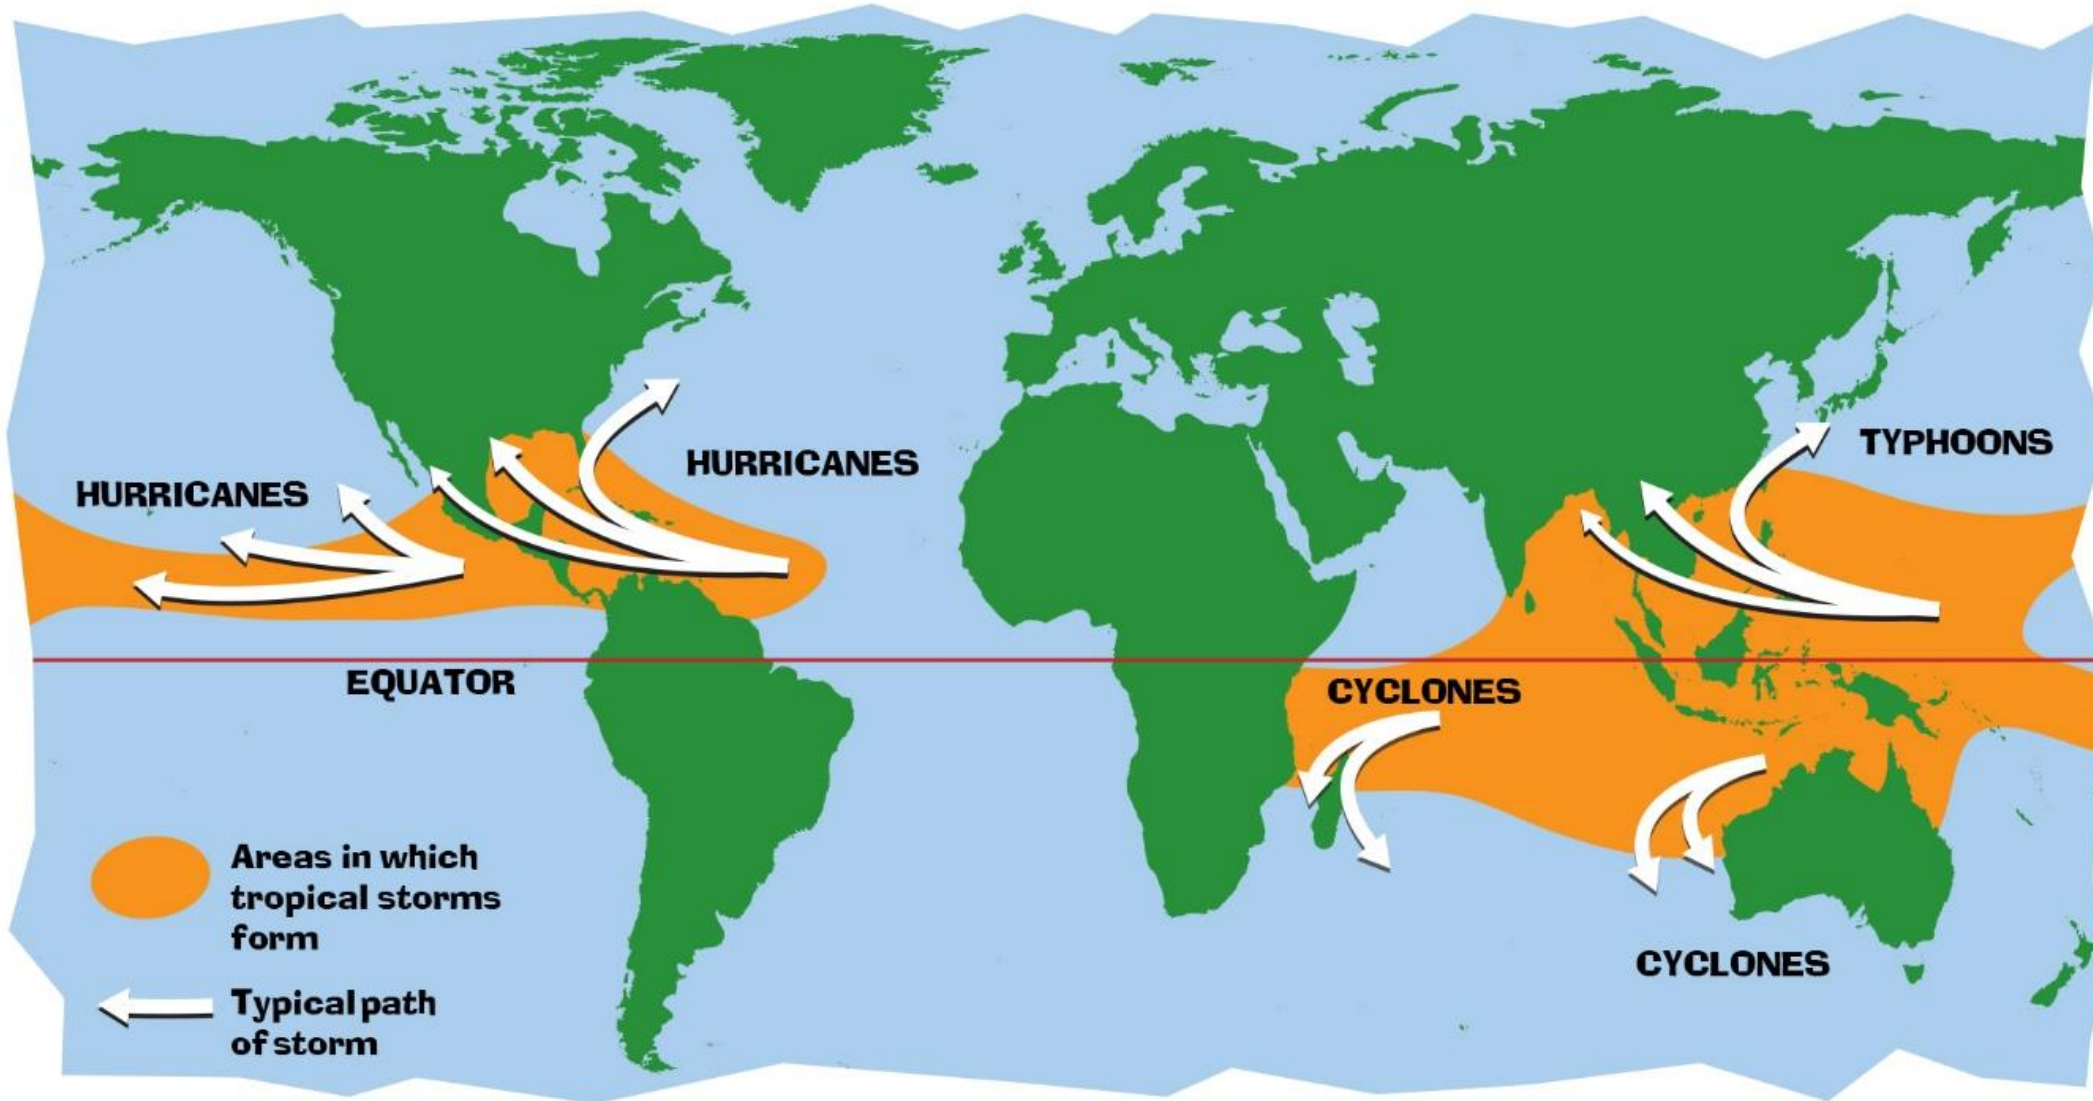 HURRICANES
HURRICANES
TYPHOONS
EQUATOR
CYCLONES
CYCLONES
Areas in which
tropical storms
form
Typical path
of storm